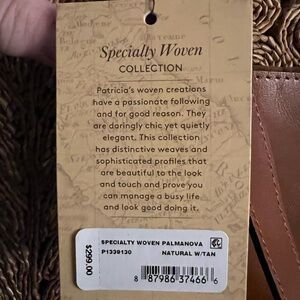 Specialty Woven
COLLECTION
Patricia's woven creations
have a passionate following
and for good reason. They
are daringly chic yet quietly
elegant. This collection
has distinctive weaves and
sophisticated profiles that
are beautiful to the look
and touch and prove you
can manage a busy life
and look good doing it.
$299.00
SPECIALTY WOVEN PALMANOVA
P1339130
NATURAL W/TAN
8 87986 37466 6